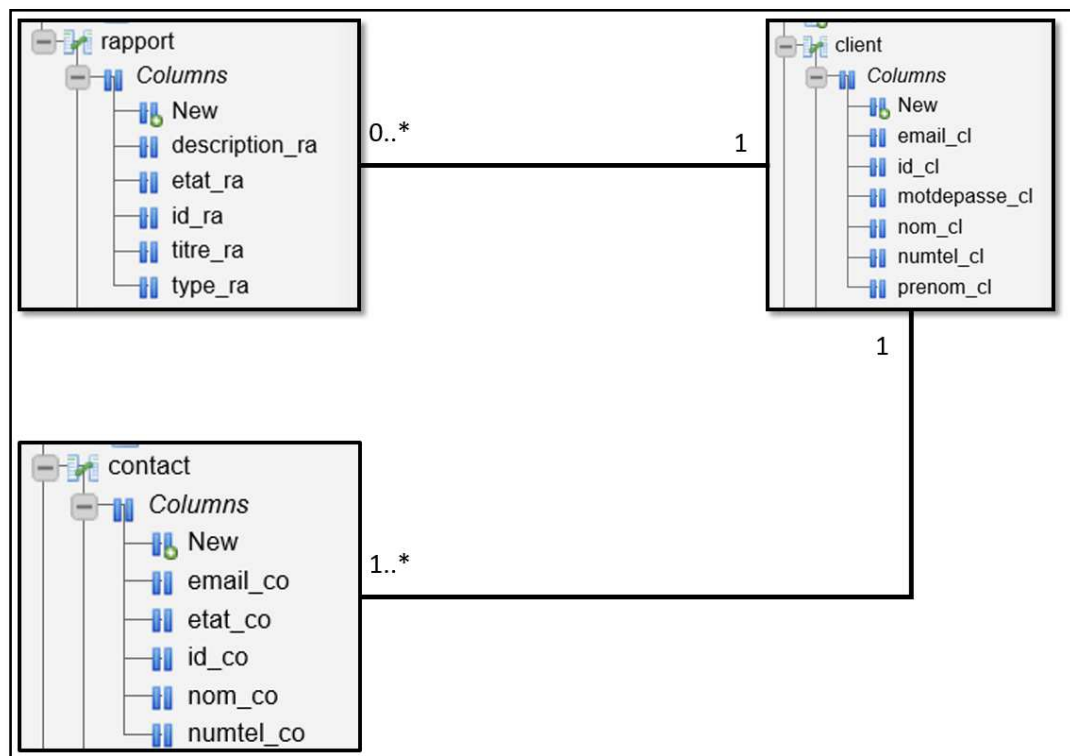 rapport
Columns
New
description_ra
etat_ra
id_ra
titre_ra
type_ra
0..*
1
client
Columns
New
email_cl
id_cl
motdepasse_cl
nom_cl
numtel_cl
prenom_cl
1
contact
Columns
New
email_co
etat_co
id_co
nom_co
numtel_co
1..*